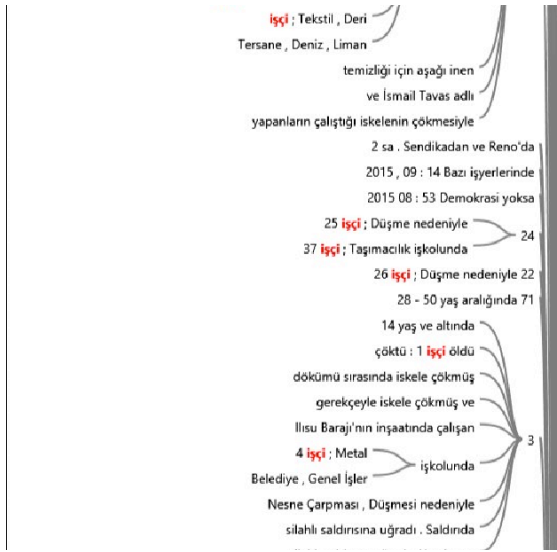 işçi ; Tekstil , Deri
Tersane , Deniz , Liman
temizliği için aşağı inen
ve İsmail Tavas adlı
yapanların çalıştığı iskelenin çökmesiyle
2 sa . Sendikadan ve Reno'da
2015 , 09 : 14 Bazı işyerlerinde
2015 08 : 53 Demokrasi yoksa
25 işçi ; Düşme nedeniyle
24
37 işçi ; Taşımacılık işkolunda
26 işçi ; Düşme nedeniyle 22
28 - 50 yaş aralığında 71
14 yaş ve altında
çöktü : 1 işçi öldü
dökümü sırasında iskele çökmüş
gerekçeyle iskele çökmüş ve
Ilısu Barajı'nın inşaatında çalışan
3
4 işçi ; Metal
işkolunda
Belediye , Genel İşler
Nesne Çarpması , Düşmesi nedeniyle
silahlı saldırısına uğradı . Saldırıda